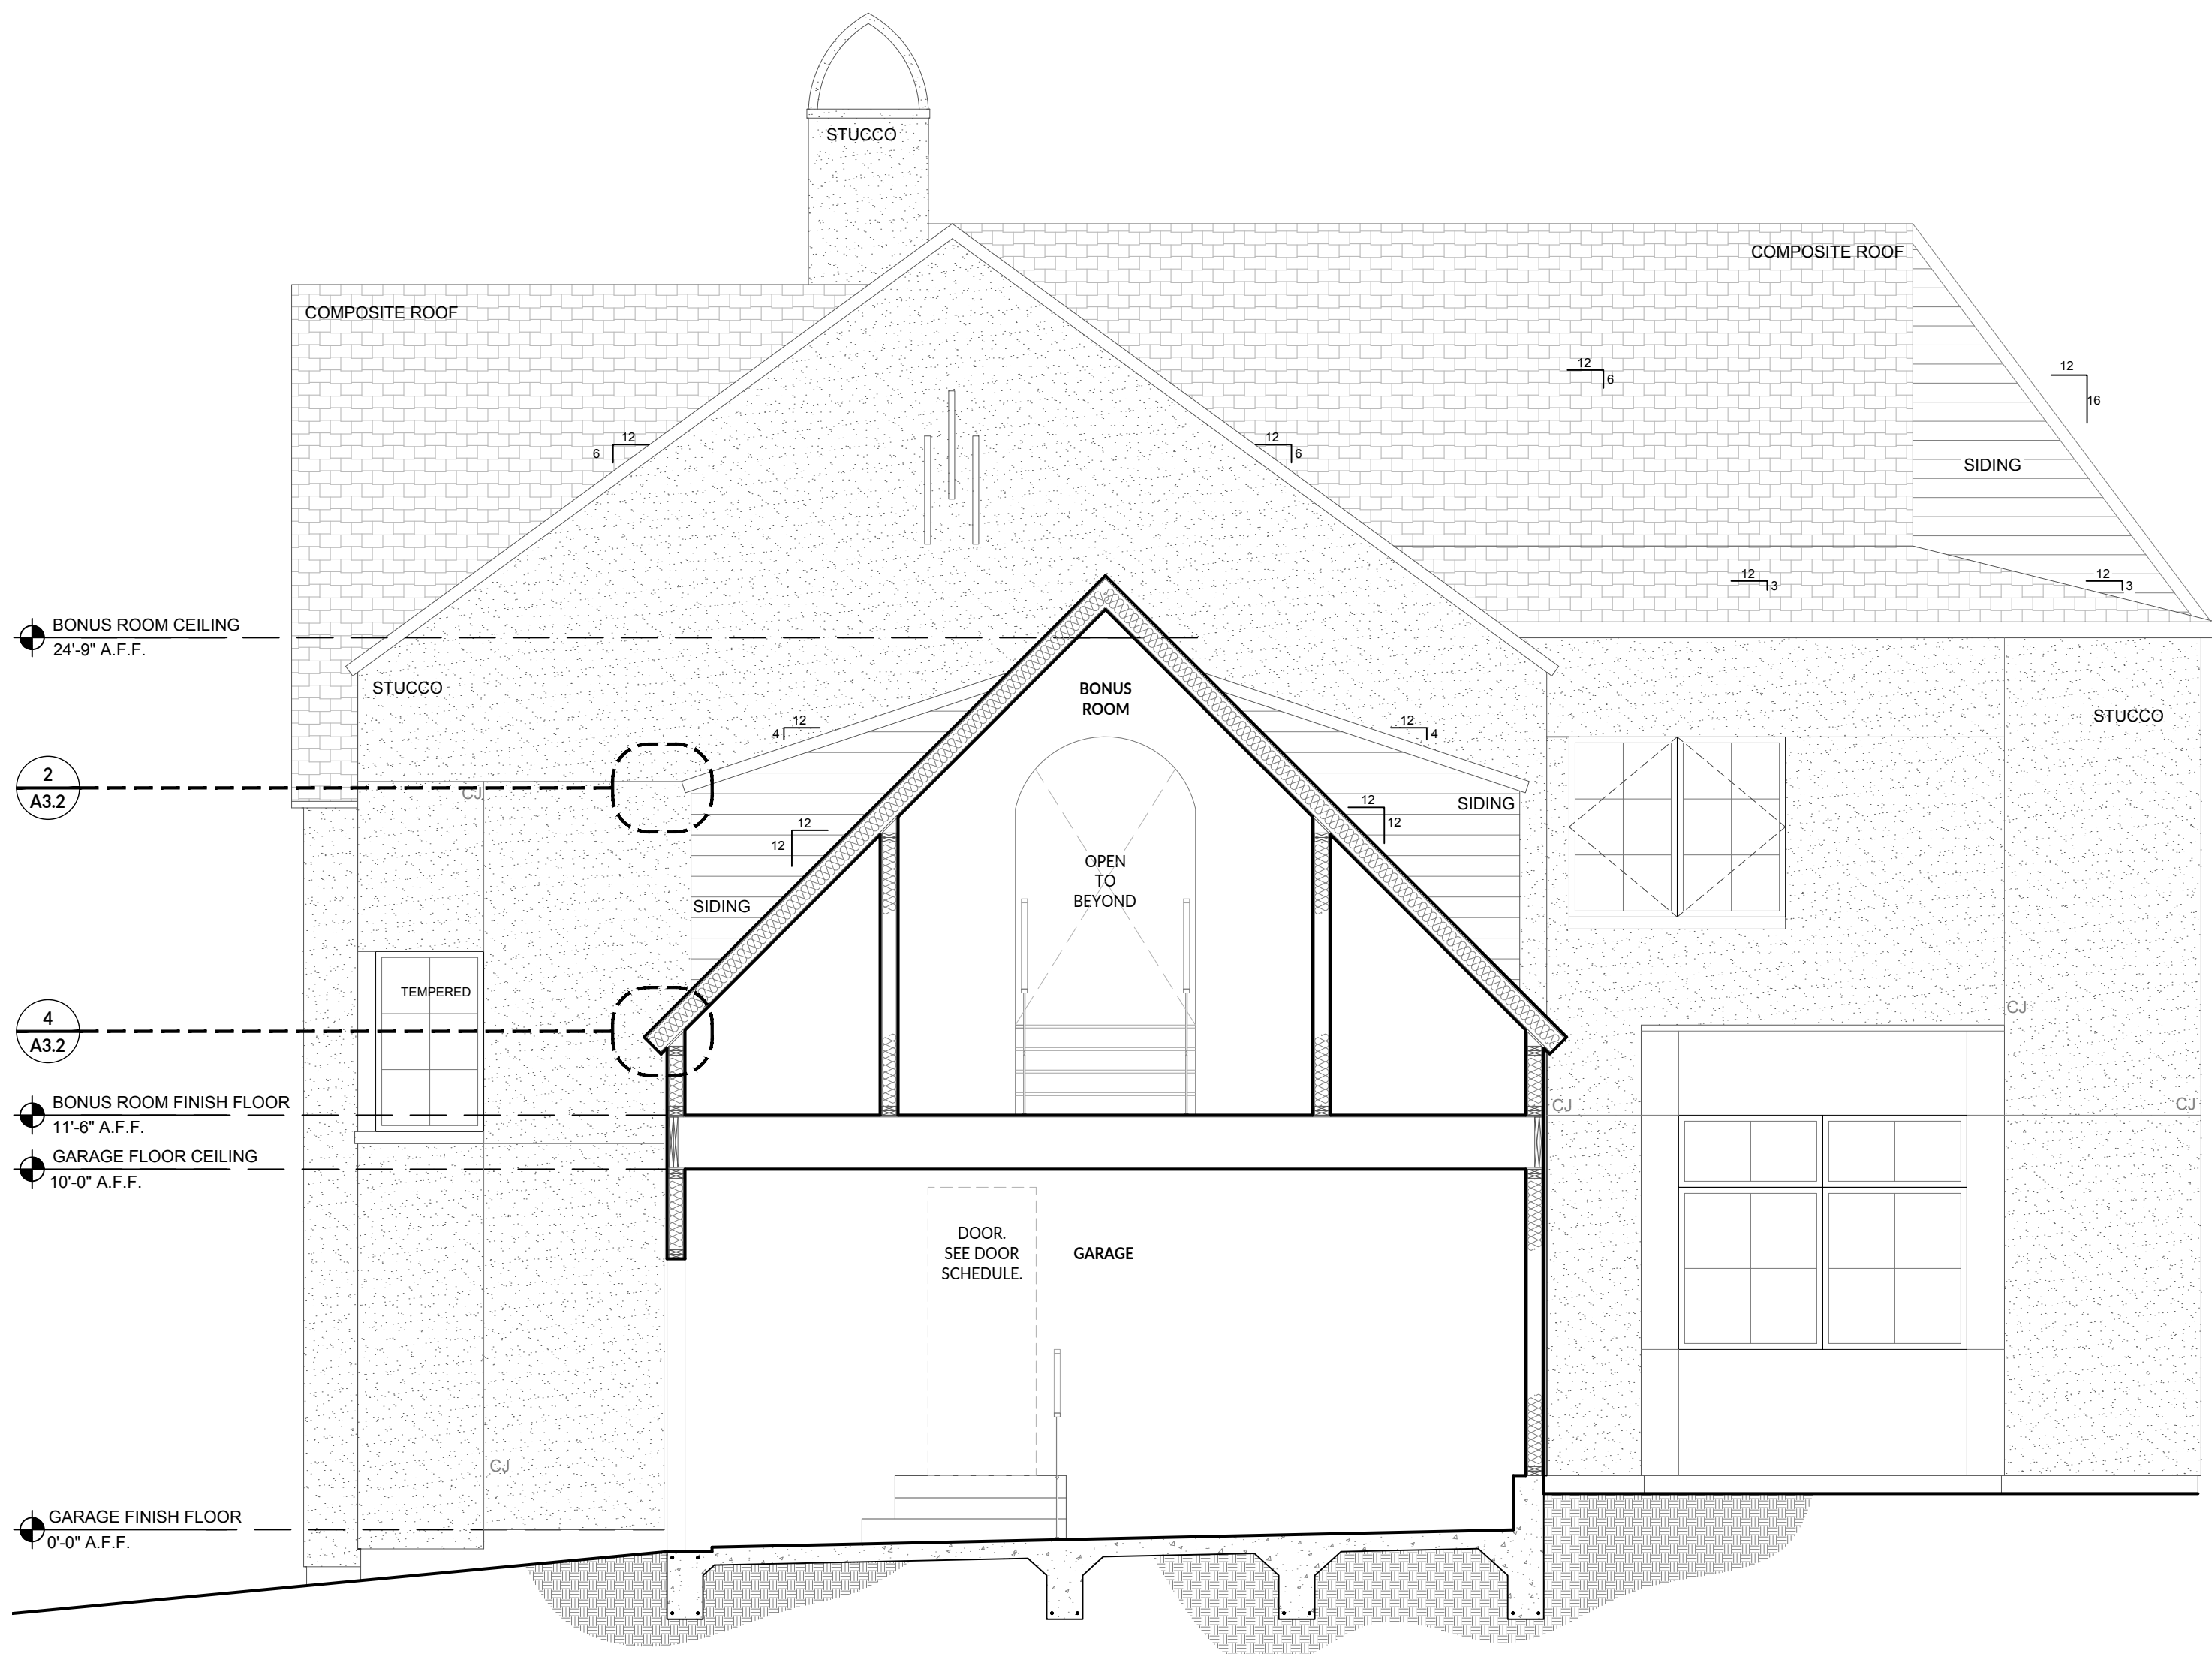 STUCCO
COMPOSITE ROOF
COMPOSITE ROOF
12
6
12
16
12
6
12
6
SIDING
12
3
12
3
BONUS ROOM CEILING
24'-9" A.F.F.
STUCCO
BONUS
ROOM
STUCCO
12
4
12
4
2
A3.2
CJ
12
12
12
12
SIDING
OPEN
TO
BEYOND
SIDING
TEMPERED
4
A3.2
CJ
BONUS ROOM FINISH FLOOR
11'-6" A.F.F.
CJ
CJ
GARAGE FLOOR CEILING
10'-0" A.F.F.
DOOR.
SEE DOOR
SCHEDULE.
GARAGE
CJ
GARAGE FINISH FLOOR
0'-0" A.F.F.